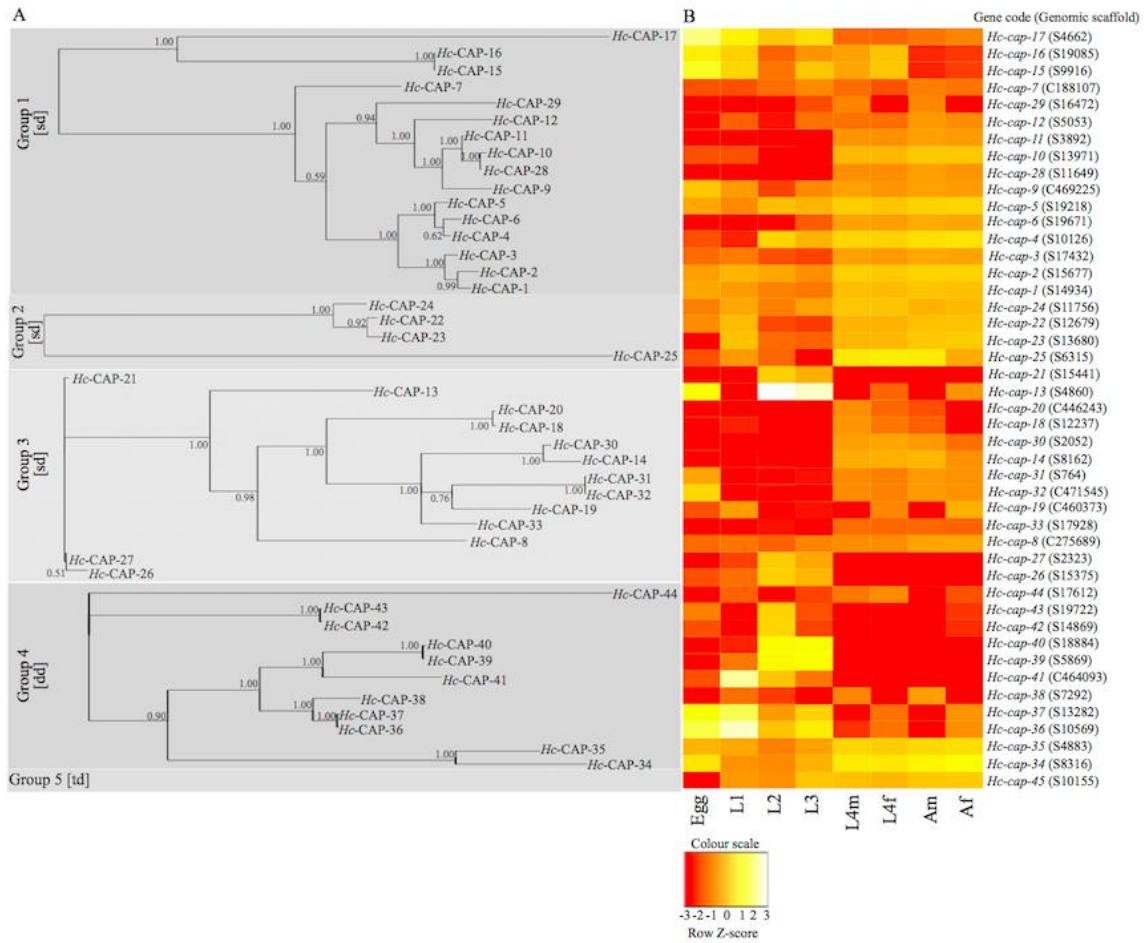 A
B
Gene code (Genomic scaffold)
Group 1
[sd]
1.00
Hc-CAP-17
1.00
Hc-CAP-16
Hc-CAP-15
Hc-CAP-7
1.00
Hc-CAP-29
0.94
Hc-CAP-12
1.00
Hc-CAP-11
1.00
Hc-CAP-10
1.00
Hc-CAP-28
Hc-CAP-9
0.59
Hc-CAP-5
1.00
Hc-CAP-6
0.62
Hc-CAP-4
1.00
Hc-CAP-3
1.00
Hc-CAP-2
0.99
Hc-CAP-1
Group 2
[sd]
1.00
Hc-CAP-24
Hc-CAP-22
0.92
Hc-CAP-23
Hc-CAP-25
Group 3
[sd]
Hc-CAP-21
Hc-CAP-13
1.00
Hc-CAP-20
1.00
Hc-CAP-18
Hc-CAP-30
1.00
Hc-CAP-14
0.98
1.00
Hc-CAP-31
0.76
1.00
Hc-CAP-32
Hc-CAP-19
Hc-CAP-33
Hc-CAP-8
Hc-CAP-27
0.51
Hc-CAP-26
Group 4
[dd]
Hc-CAP-44
1.00
Hc-CAP-43
Hc-CAP-42
Hc-CAP-40
1.00
1.00
Hc-CAP-39
Hc-CAP-41
1.00
Hc-CAP-38
1.00
1.00
Hc-CAP-37
Hc-CAP-36
0.90
Hc-CAP-35
1.00
Hc-CAP-34
Group 5 [td]
Hc-cap-17 (S4662)
Hc-cap-16 (S19085)
Hc-cap-15 (S9916)
Hc-cap-7 (C188107)
Hc-cap-29 (S16472)
Hc-cap-12 (S5053)
Hc-cap-11 (S3892)
Hc-cap-10 (S13971)
Hc-cap-28 (S11649)
Hc-cap-9 (C469225)
Hc-cap-5 (S19218)
Hc-cap-6 (S19671)
Hc-cap-4 (S10126)
Hc-cap-3 (S17432)
Hc-cap-2 (S15677)
Hc-cap-1 (S14934)
Hc-cap-24 (S11756)
Hc-cap-22 (S12679)
Hc-cap-23 (S13680)
Hc-cap-25 (S6315)
Hc-cap-21 (S15441)
Hc-cap-13 (S4860)
Hc-cap-20 (C446243)
Hc-cap-18 (S12237)
Hc-cap-30 (S2052)
Hc-cap-14 (S8162)
Hc-cap-31 (S764)
Hc-cap-32 (C471545)
Hc-cap-19 (C460373)
Hc-cap-33 (S17928)
Hc-cap-8 (C275689)
Hc-cap-27 (S2323)
Hc-cap-26 (S15375)
Hc-cap-44 (S17612)
Hc-cap-43 (S19722)
Hc-cap-42 (S14869)
Hc-cap-40 (S18884)
Hc-cap-39 (S5869)
Hc-cap-41 (C464093)
Hc-cap-38 (S7292)
Hc-cap-37 (S13282)
Hc-cap-36 (S10569)
Hc-cap-35 (S4883)
Hc-cap-34 (S8316)
Hc-cap-45 (S10155)
Egg L1 L2 L3 L4m L4f Am Af
Colour scale
-3 -2 -1 0 1 2 3
Row Z-score